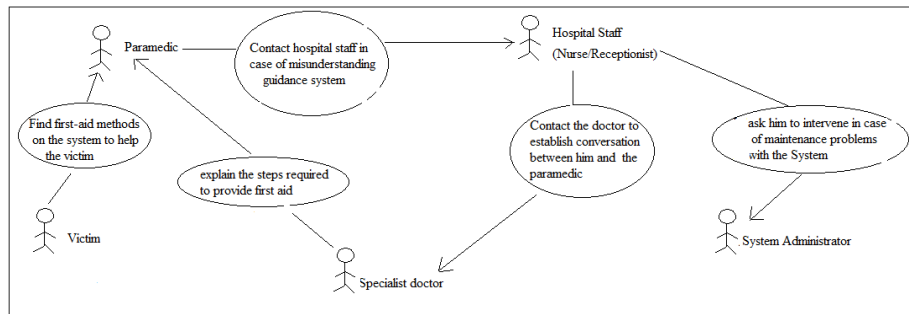 Paramedic
Contact hospital staff in
case of misunderstanding
guidance system
Hospital Staff
(Nurse/Receptionist)
Find first-aid methods
on the system to help
the victim
explain the steps required
to provide first aid
Contact the doctor to
establish conversation
between him and the
paramedic
ask him to intervene in case
of maintenance problems
with the System
Victim
Specialist doctor
System Administrator